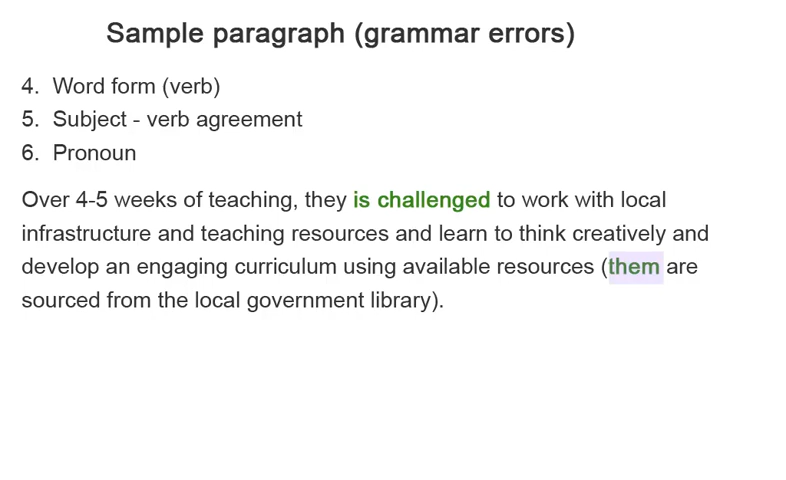 Sample paragraph (grammar errors)
4. Word form (verb)
5. Subject - verb agreement
6. Pronoun
Over 4-5 weeks of teaching, they is challenged to work with local
infrastructure and teaching resources and learn to think creatively and
develop an engaging curriculum using available resources (them are
sourced from the local government library).